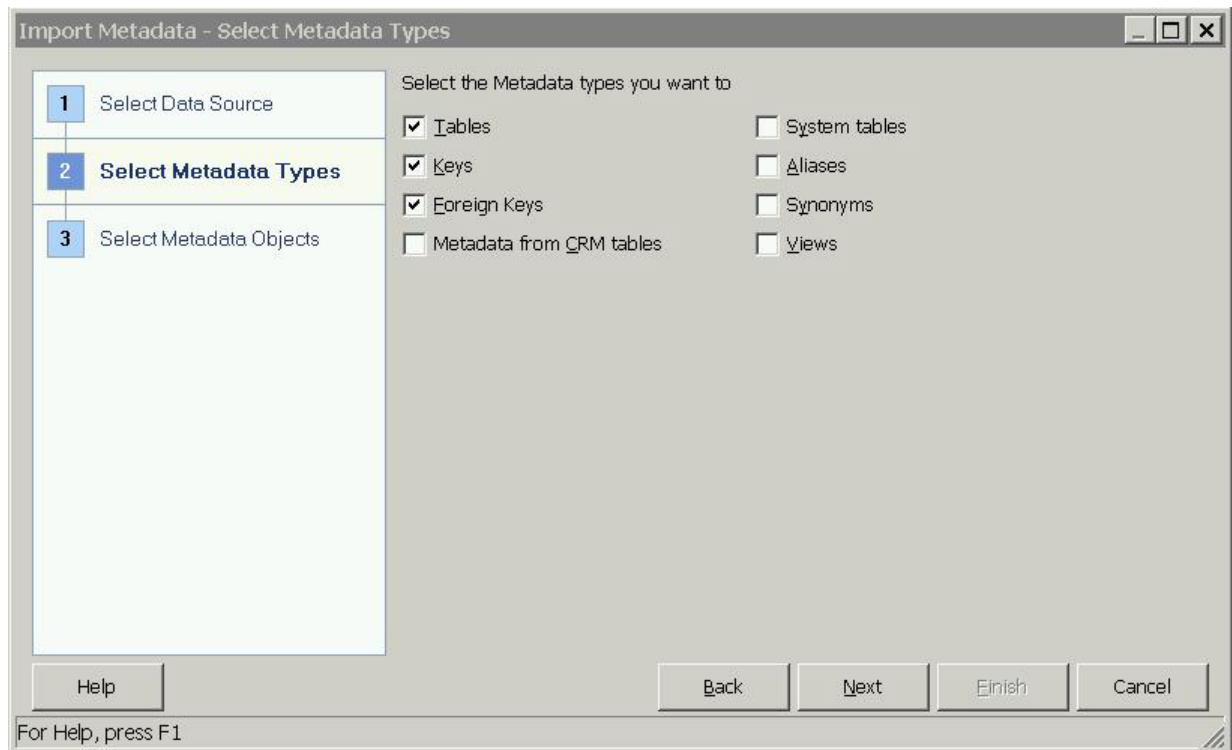 Import Metadata - Select Metadata Types
1 Select Data Source
2 Select Metadata Types
3 Select Metadata Objects
Select the Metadata types you want to
Tables System tables
Keys Aliases
Foreign Keys Synonyms
Metadata from CRM tables Views
Help Back Next Finish Cancel
For Help, press F1